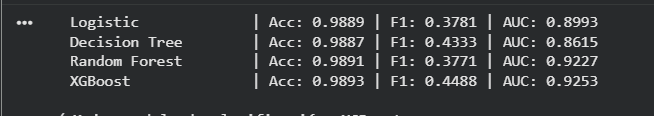 ••• Logistic | Acc: 0.9889 | F1: 0.3781 | AUC: 0.8993
Decision Tree | Acc: 0.9887 | F1: 0.4333 | AUC: 0.8615
Random Forest | Acc: 0.9891 | F1: 0.3771 | AUC: 0.9227
XGBoost | Acc: 0.9893 | F1: 0.4488 | AUC: 0.9253